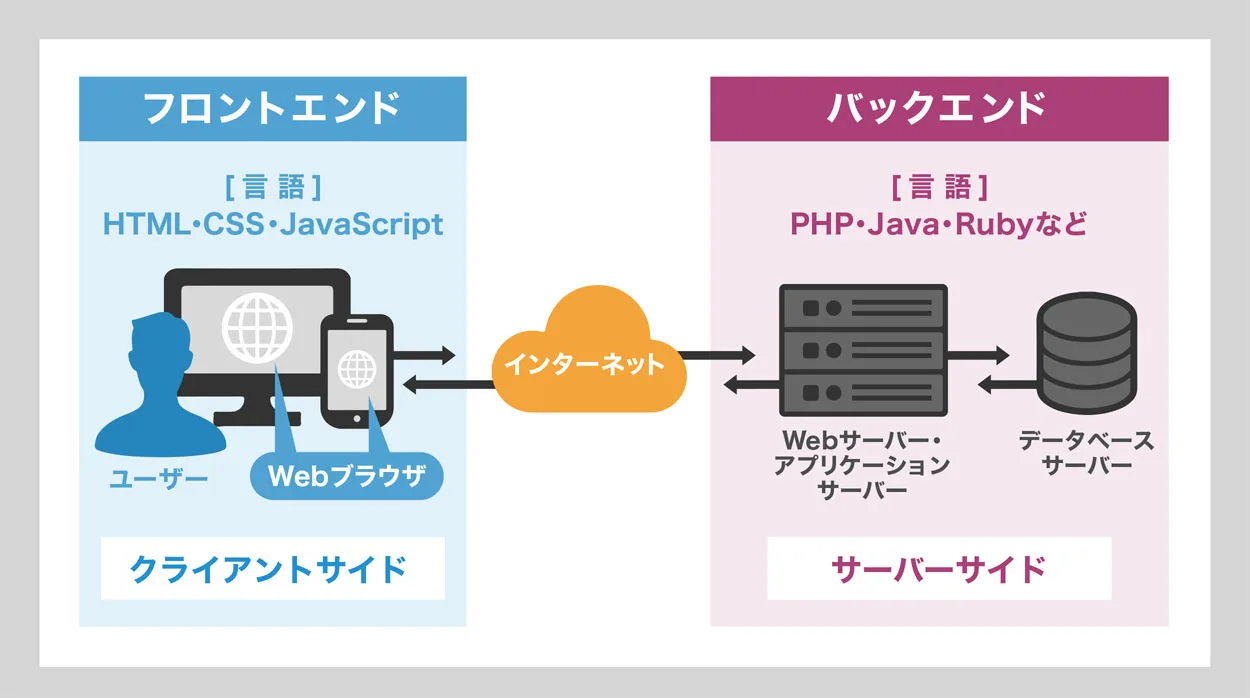 フロントエンド
[言語]
HTML・CSS・JavaScript
ユーザー
Webブラウザ
クライアントサイド
インターネット
バックエンド
[言語]
PHP・Java・Rubyなど
Webサーバー・
アプリケーション
サーバー
データベース
サーバー
サーバーサイド